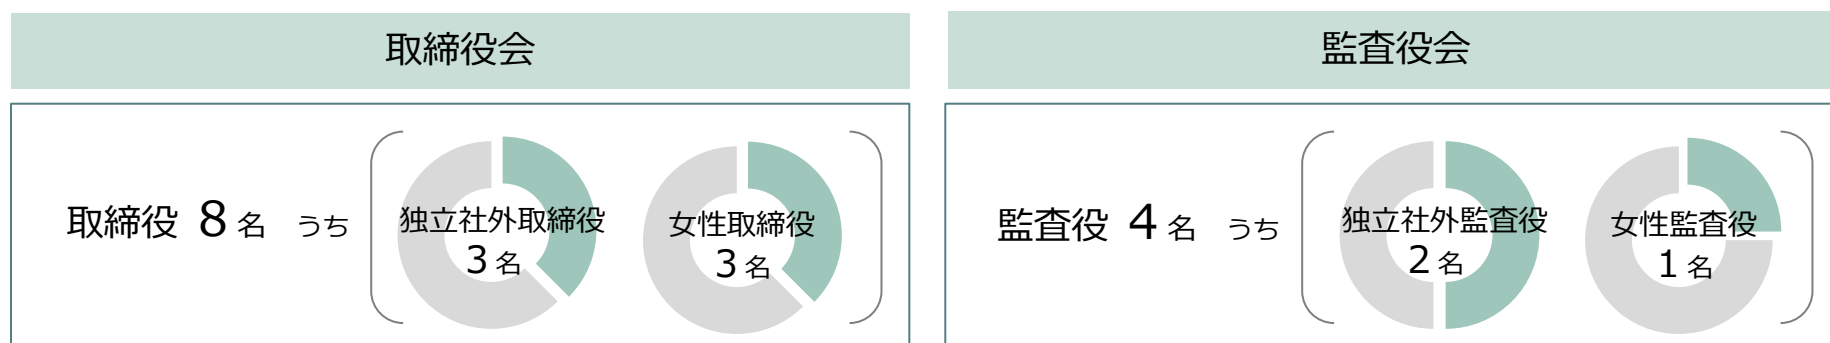 取締役会
取締役 8 名 うち
独立社外取締役
3 名
女性取締役
3 名
監査役会
監査役 4 名 うち
独立社外監査役
2 名
女性監査役
1 名